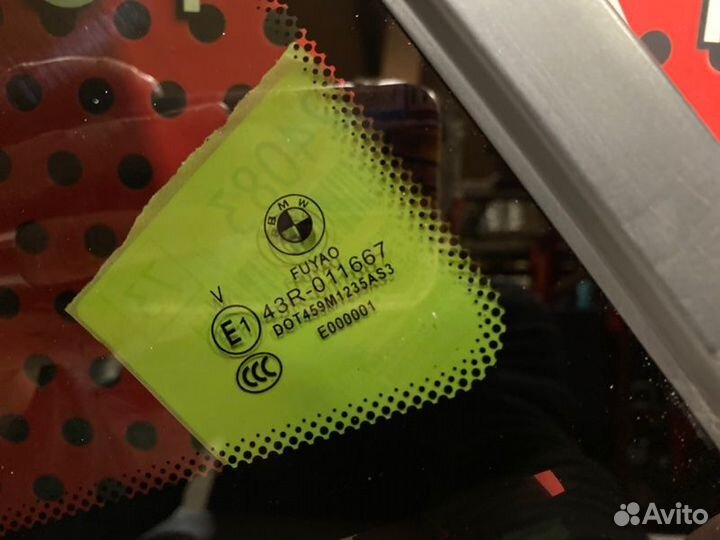 BMW
FUYAO
V
43R-011667
E1
DOT459M1235AS3
E000001
CCC
Avito